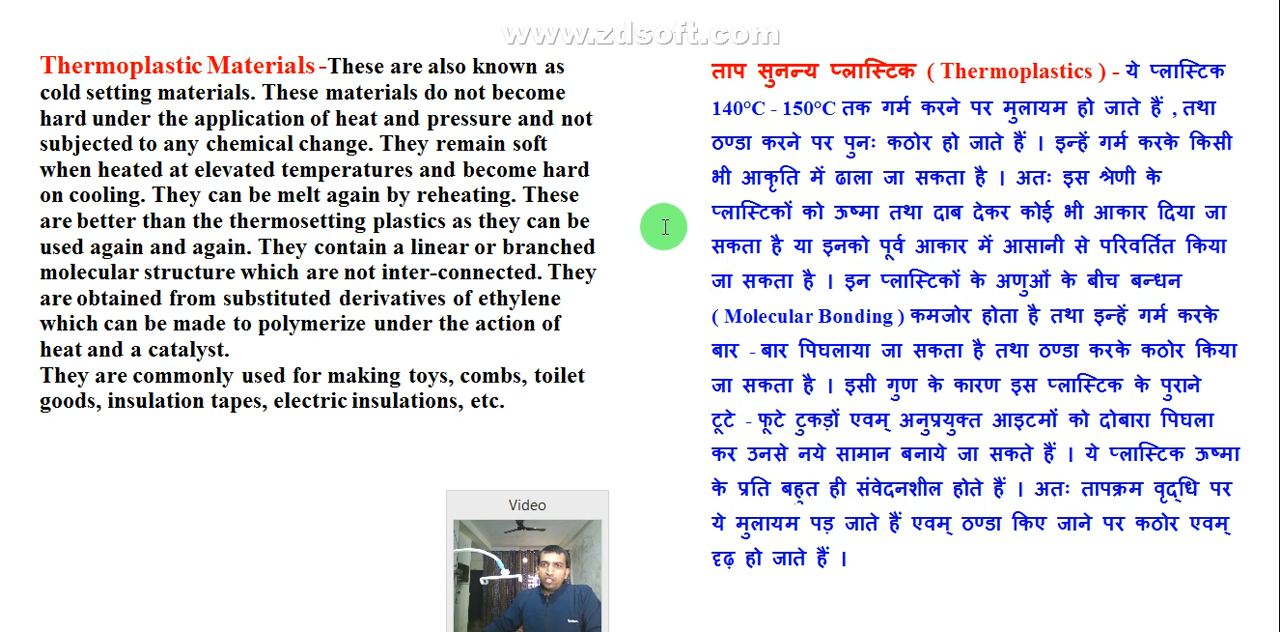 www.zdsoft.com
Thermoplastic Materials -These are also known as
cold setting materials. These materials do not become
hard under the application of heat and pressure and not
subjected to any chemical change. They remain soft
when heated at elevated temperatures and become hard
on cooling. They can be melt again by reheating. These
are better than the thermosetting plastics as they can be
used again and again. They contain a linear or branched
molecular structure which are not inter-connected. They
are obtained from substituted derivatives of ethylene
which can be made to polymerize under the action of
heat and a catalyst.
They are commonly used for making toys, combs, toilet
goods, insulation tapes, electric insulations, etc.
ताप सुनन्य प्लास्टिक ( Thermoplastics ) - ये प्लास्टिक
140°C - 150°C तक गर्म करने पर मुलायम हो जाते हैं , तथा
ठण्डा करने पर पुनः कठोर हो जाते हैं । इन्हें गर्म करके किसी
भी आकृति में ढाला जा सकता है । अतः इस श्रेणी के
प्लास्टिकों को ऊष्मा तथा दाब देकर कोई भी आकार दिया जा
सकता है या इनको पूर्व आकार में आसानी से परिवर्तित किया
जा सकता है । इन प्लास्टिकों के अणुओं के बीच बन्धन
( Molecular Bonding ) कमजोर होता है तथा इन्हें गर्म करके
बार - बार पिघलाया जा सकता है तथा ठण्डा करके कठोर किया
जा सकता है । इसी गुण के कारण इस प्लास्टिक के पुराने
टूटे - फूटे टुकड़ों एवम् अनुप्रयुक्त आइटमों को दोबारा पिघला
कर उनसे नये सामान बनाये जा सकते हैं । ये प्लास्टिक ऊष्मा
के प्रति बहुत ही संवेदनशील होते हैं । अतः तापक्रम वृद्धि पर
ये मुलायम पड़ जाते हैं एवम् ठण्डा किए जाने पर कठोर एवम्
दृढ़ हो जाते हैं ।
Video